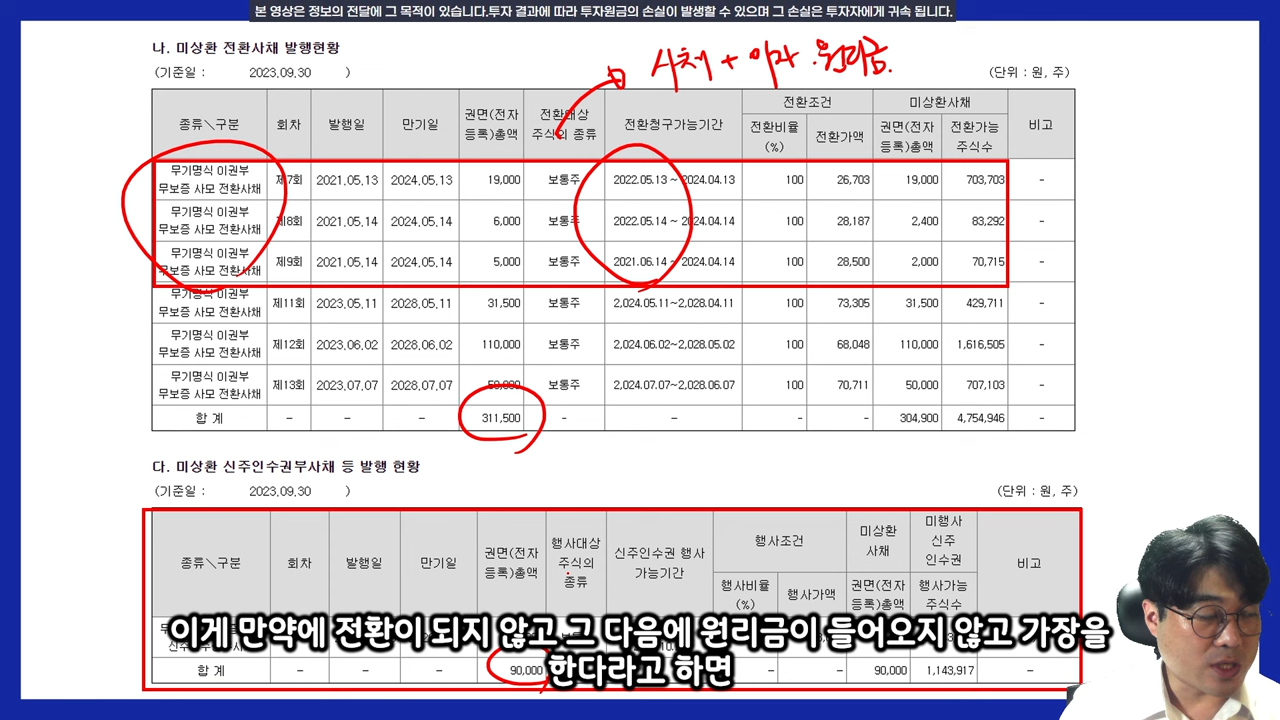 본 영상은 정보의 전달에 그 목적이 있습니다.투자 결과에 따라 투자원금의 손실이 발생할 수 있으며 그 손실은 투자자에게 귀속 됩니다.
나. 미상환 전환사채 발행현황
(기준일 : 2023.09.30 ) (단위 : 원, 주)
사채 + 이자 원리금.
종류＼구분 회차 발행일 만기일 권면(전자등록)총액 전환대상 주식의 종류 전환청구가능기간 전환조건 미상환사채 비고
전환비율(%) 전환가액 권면(전자등록)총액 전환가능주식수
무기명식 이권부 무보증 사모 전환사채 제7회 2021.05.13 2024.05.13 19,000 보통주 2022.05.13 ~ 2024.04.13 100 26,703 19,000 703,703 -
무기명식 이권부 무보증 사모 전환사채 제8회 2021.05.14 2024.05.14 6,000 보통주 2022.05.14 ~ 2024.04.14 100 28,187 2,400 83,292 -
무기명식 이권부 무보증 사모 전환사채 제9회 2021.05.14 2024.05.14 5,000 보통주 2021.06.14 ~ 2024.04.14 100 28,500 2,000 70,715 -
무기명식 이권부 무보증 사모 전환사채 제11회 2023.05.11 2028.05.11 31,500 보통주 2,024.05.11~2,028.04.11 100 73,305 31,500 429,711 -
무기명식 이권부 무보증 사모 전환사채 제12회 2023.06.02 2028.06.02 110,000 보통주 2,024.06.02~2,028.05.02 100 68,048 110,000 1,616,505 -
무기명식 이권부 무보증 사모 전환사채 제13회 2023.07.07 2028.07.07 보통주 2,024.07.07~2,028.06.07 100 70,711 50,000 707,103 -
합 계 - - - 311,500 - - - - 304,900 4,754,946 -
다. 미상환 신주인수권부사채 등 발행 현황
(기준일 : 2023.09.30 ) (단위 : 원, 주)
종류＼구분 회차 발행일 만기일 권면(전자등록)총액 행사대상 주식의 종류 신주인수권 행사가능기간 행사조건 미상환사채 미행사신주인수권 비고
행사비율(%) 행사가액 권면(전자등록)총액 행사가능주식수
이게 만약에 전환이 되지 않고 그 다음에 원리금이 들어오지 않고 가장을
한다라고 하면
합 계 - - - 90,000 - - 90,000 1,143,917 -